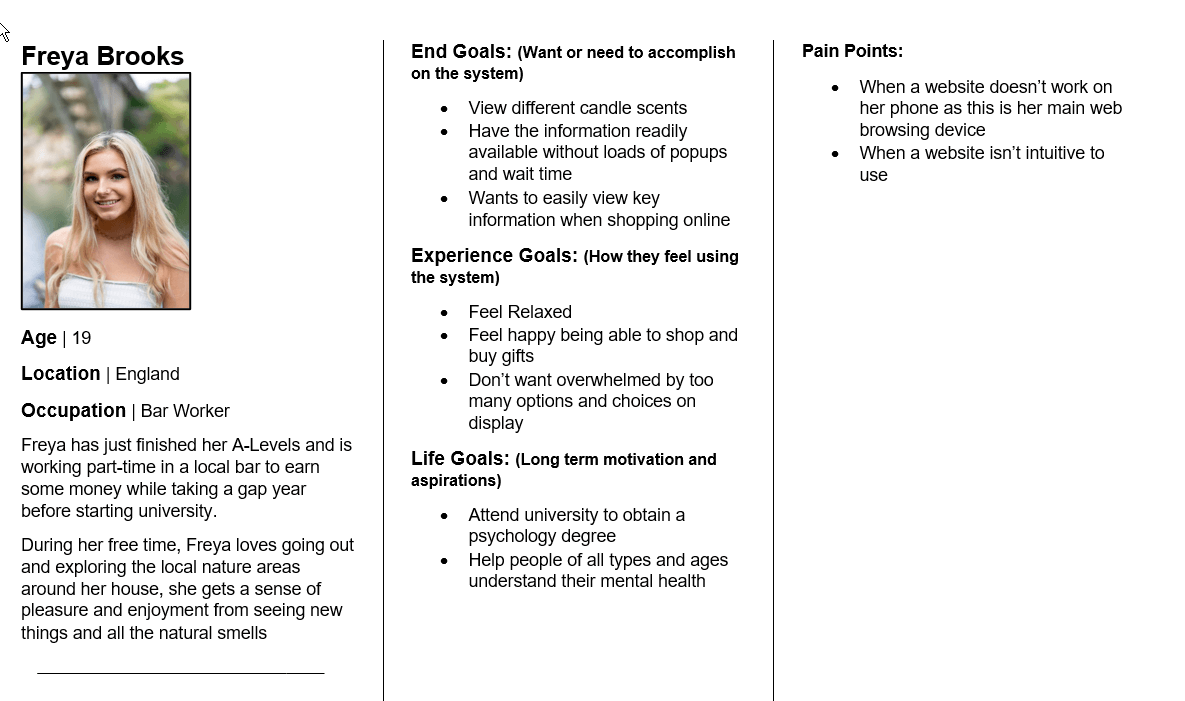 Freya Brooks
Age | 19
Location | England
Occupation | Bar Worker
Freya has just finished her A-Levels and is
working part-time in a local bar to earn
some money while taking a gap year
before starting university.
During her free time, Freya loves going out
and exploring the local nature areas
around her house, she gets a sense of
pleasure and enjoyment from seeing new
things and all the natural smells
End Goals: (Want or need to accomplish
on the system)
• View different candle scents
• Have the information readily
available without loads of popups
and wait time
• Wants to easily view key
information when shopping online
Experience Goals: (How they feel using
the system)
• Feel Relaxed
• Feel happy being able to shop and
buy gifts
• Don’t want overwhelmed by too
many options and choices on
display
Life Goals: (Long term motivation and
aspirations)
• Attend university to obtain a
psychology degree
• Help people of all types and ages
understand their mental health
Pain Points:
• When a website doesn’t work on
her phone as this is her main web
browsing device
• When a website isn’t intuitive to
use